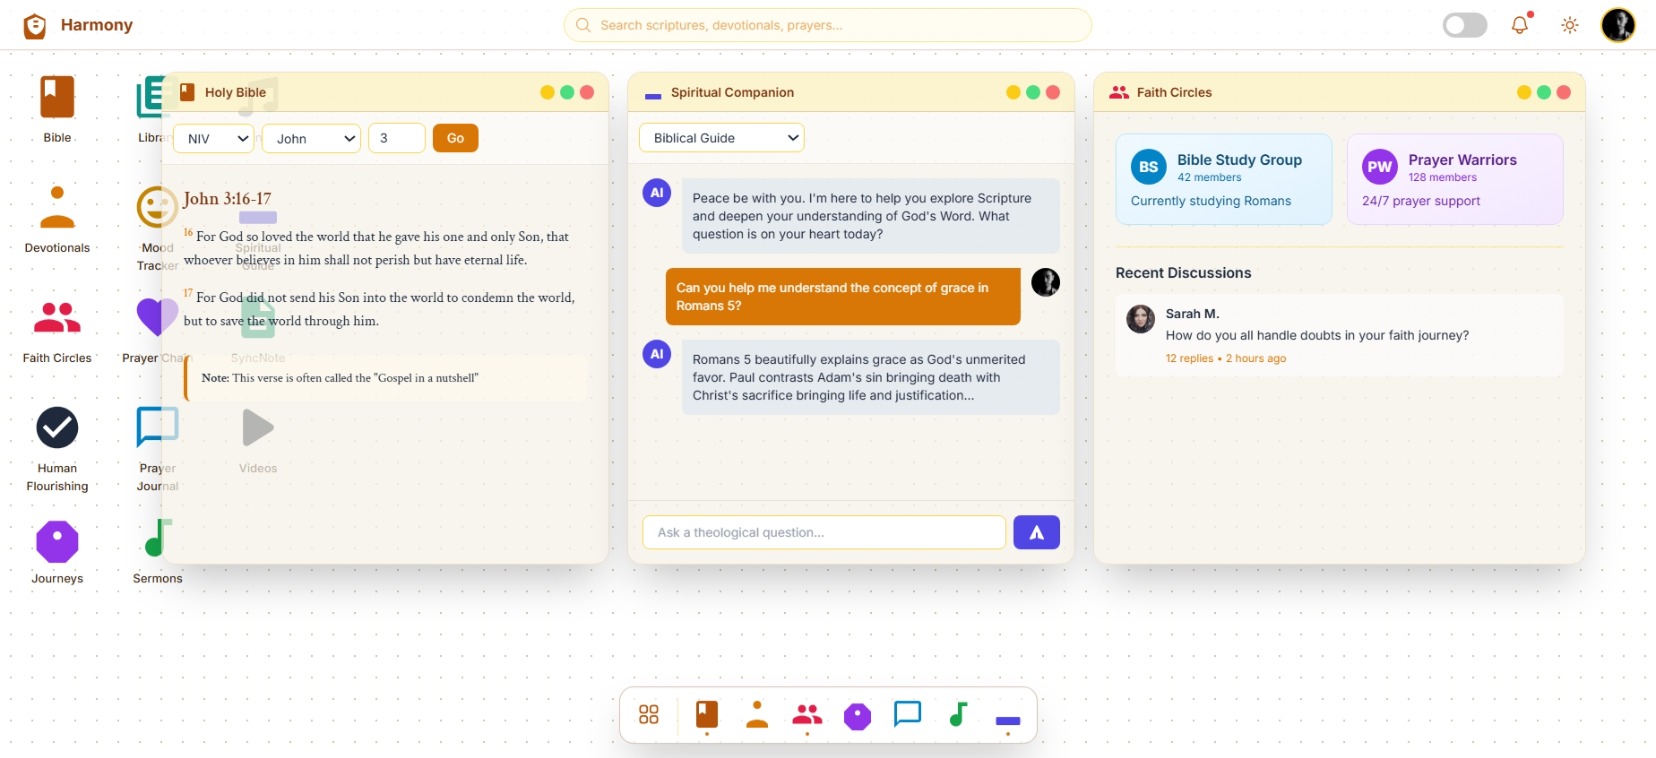 Harmony
Search scriptures, devotionals, prayers...
Bible
Library
Devotionals
Mood
Tracker
Spiritual
Guide
Faith Circles
Prayer Chain
SyncNote
Human
Flourishing
Prayer
Journal
Videos
Journeys
Sermons
Holy Bible
NIV
John
3
Go
John 3:16-17
16 For God so loved the world that he gave his one and only Son, that
whoever believes in him shall not perish but have eternal life.
17 For God did not send his Son into the world to condemn the world,
but to save the world through him.
Note: This verse is often called the "Gospel in a nutshell"
Spiritual Companion
Biblical Guide
AI
Peace be with you. I'm here to help you explore Scripture
and deepen your understanding of God's Word. What
question is on your heart today?
Can you help me understand the concept of grace in
Romans 5?
AI
Romans 5 beautifully explains grace as God's unmerited
favor. Paul contrasts Adam's sin bringing death with
Christ's sacrifice bringing life and justification...
Ask a theological question...
Faith Circles
BS
Bible Study Group
42 members
Currently studying Romans
PW
Prayer Warriors
128 members
24/7 prayer support
Recent Discussions
Sarah M.
How do you all handle doubts in your faith journey?
12 replies • 2 hours ago